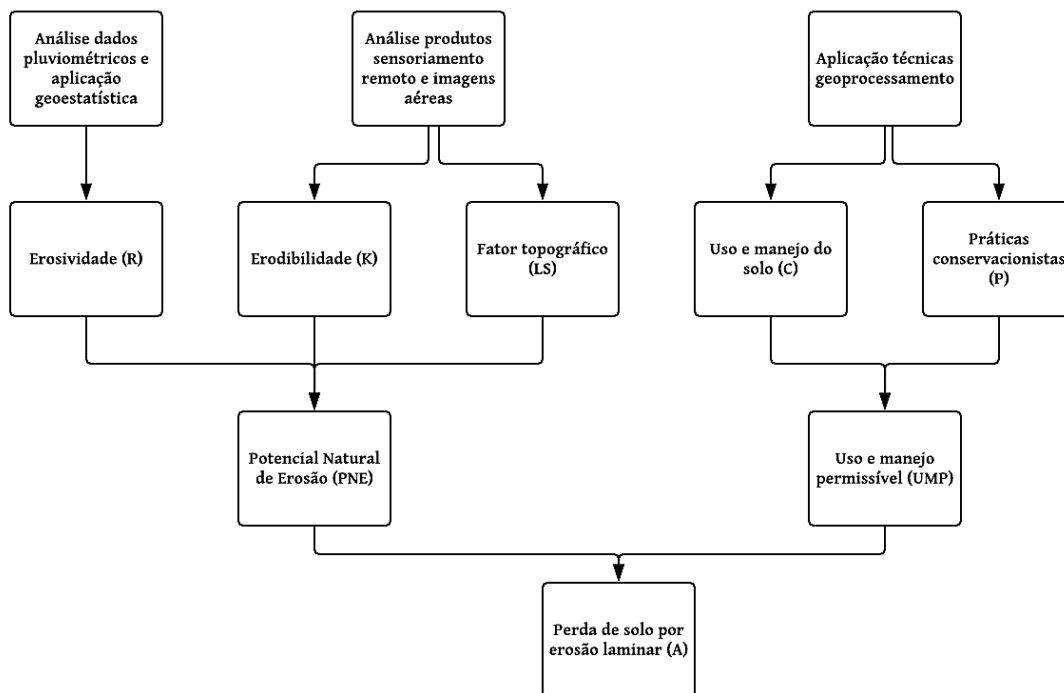 Análise dados
pluviométricos e
aplicação
geoestatística
Análise produtos
sensoriamento
remoto e imagens
aéreas
Aplicação técnicas
geoprocessamento
Erosividade (R)
Erodibilidade (K)
Fator topográfico
(LS)
Uso e manejo do
solo (C)
Práticas
conservacionistas
(P)
Potencial Natural
de Erosão (PNE)
Uso e manejo
permissível (UMP)
Perda de solo por
erosão laminar (A)